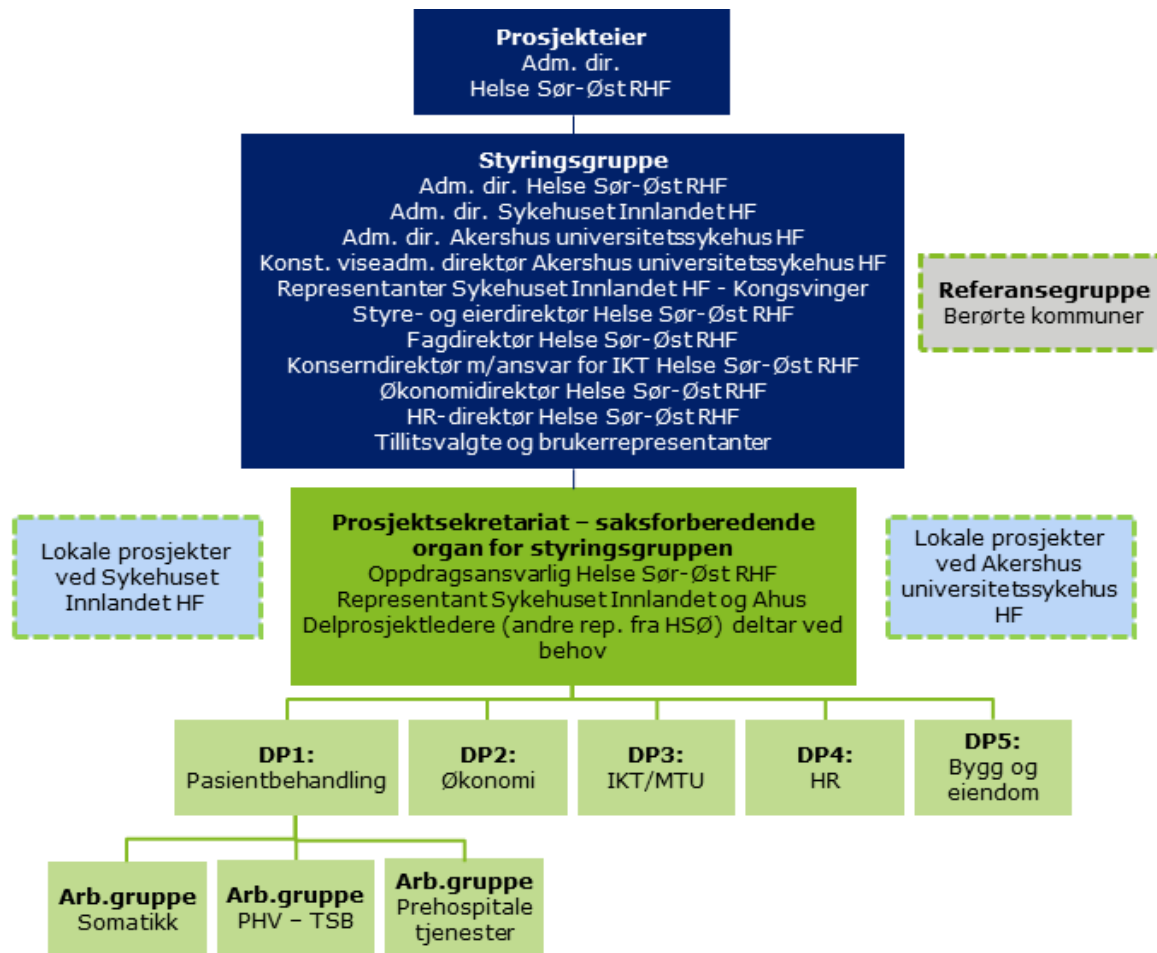 Prosjekteier
Adm. dir.
Helse Sør-Øst RHF
Styringsgruppe
Adm. dir. Helse Sør-Øst RHF
Adm. dir. Sykehuset Innlandet HF
Adm. dir. Akershus universitetssykehus HF
Konst. viseadm. direktør Akershus universitetssykehus HF
Representanter Sykehuset Innlandet HF - Kongsvinger
Styre- og eierdirektør Helse Sør-Øst RHF
Fagdirektør Helse Sør-Øst RHF
Konserndirektør m/ansvar for IKT Helse Sør-Øst RHF
Økonomidirektør Helse Sør-Øst RHF
HR-direktør Helse Sør-Øst RHF
Tillitsvalgte og brukerrepresentanter
Referansegruppe
Berørte kommuner
Lokale prosjekter
ved Sykehuset
Innlandet HF
Prosjektsekretariat – saksforberedende
organ for styringsgruppen
Oppdragsansvarlig Helse Sør-Øst RHF
Representant Sykehuset Innlandet og Ahus
Delprosjektledere (andre rep. fra HSØ) deltar ved
behov
Lokale prosjekter
ved Akershus
universitetssykehus
HF
DP1:
Pasientbehandling
DP2:
Økonomi
DP3:
IKT/MTU
DP4:
HR
DP5:
Bygg og
eiendom
Arb.gruppe
Somatikk
Arb.gruppe
PHV – TSB
Arb.gruppe
Prehospitale
tjenester